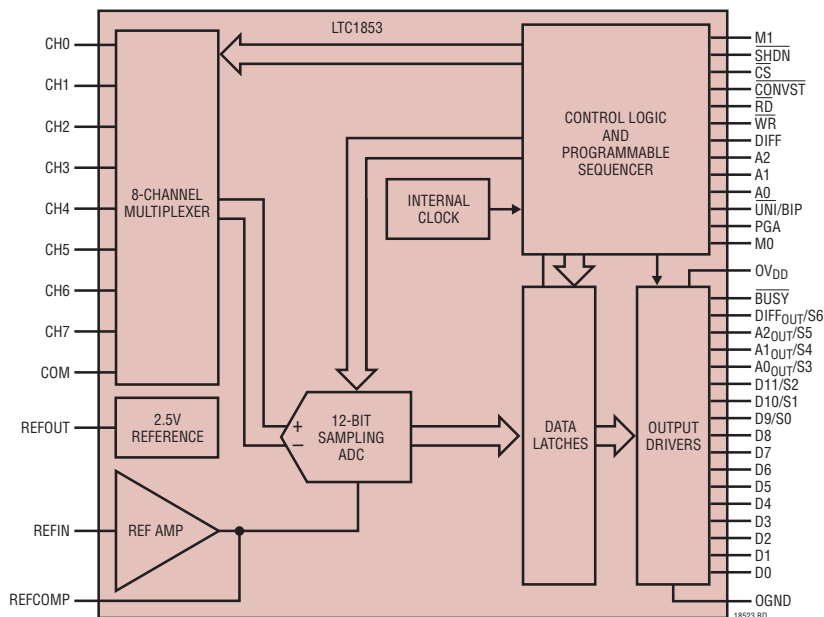 LTC1853
CH0
CH1
CH2
CH3
CH4
CH5
CH6
CH7
COM
REFOUT
REFIN
REFCOMP
8-CHANNEL
MULTIPLEXER
2.5V
REFERENCE
REF AMP
INTERNAL
CLOCK
12-BIT
SAMPLING
ADC
+
–
CONTROL LOGIC
AND
PROGRAMMABLE
SEQUENCER
DATA
LATCHES
OUTPUT
DRIVERS
M1
SHDN
CS
CONVST
RD
WR
DIFF
A2
A1
A0
UNI/BIP
PGA
M0
OVDD
BUSY
DIFFOUT/S6
A2OUT/S5
A1OUT/S4
A0OUT/S3
D11/S2
D10/S1
D9/S0
D8
D7
D6
D5
D4
D3
D2
D1
D0
OGND
18523 BD